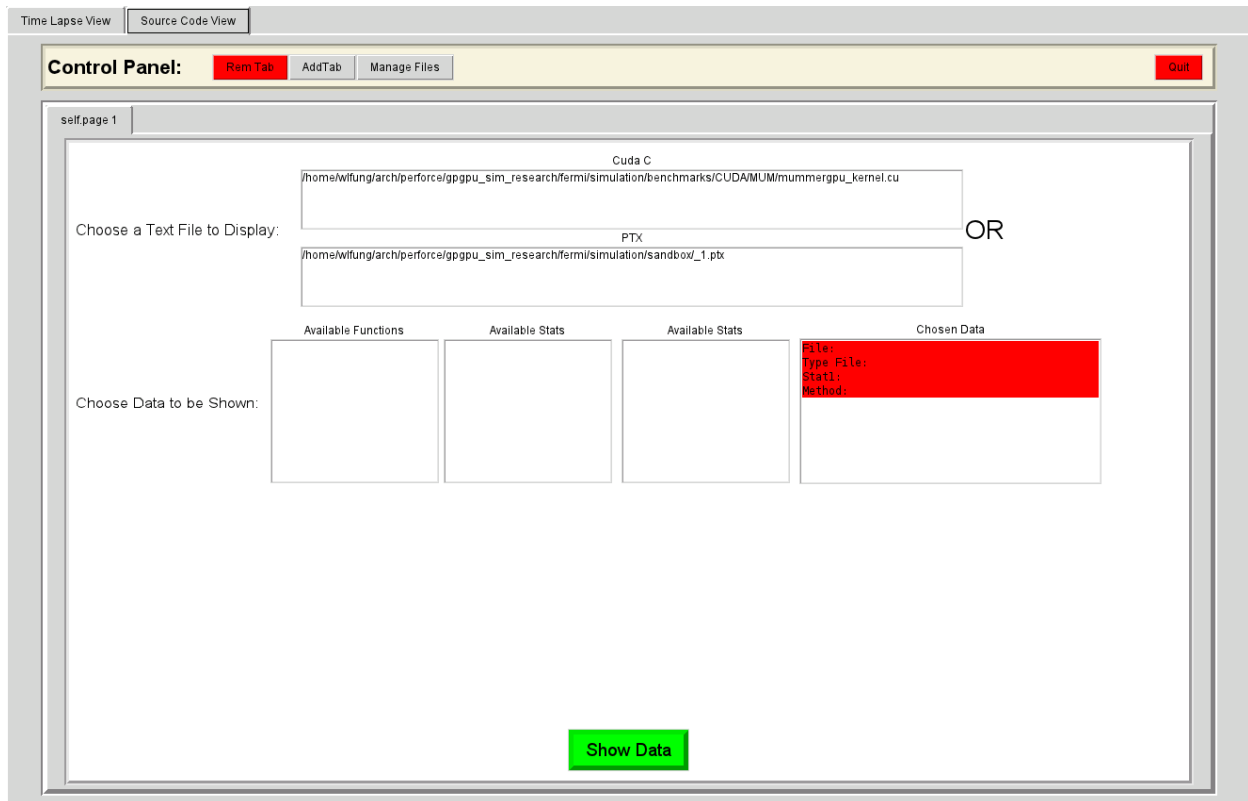 Time Lapse View
Source Code View
Control Panel:
Rem Tab
AddTab
Manage Files
Quit
self.page 1
Cuda C
/home/wlfung/arch/perforce/gpgpu_sim_research/fermi/simulation/benchmarks/CUDA/MUM/mummergpu_kernel.cu
Choose a Text File to Display:
OR
PTX
/home/wlfung/arch/perforce/gpgpu_sim_research/fermi/simulation/sandbox/_1.ptx
Available Functions
Available Stats
Available Stats
Chosen Data
File:
Type File:
Stat1:
Method:
Choose Data to be Shown:
Show Data